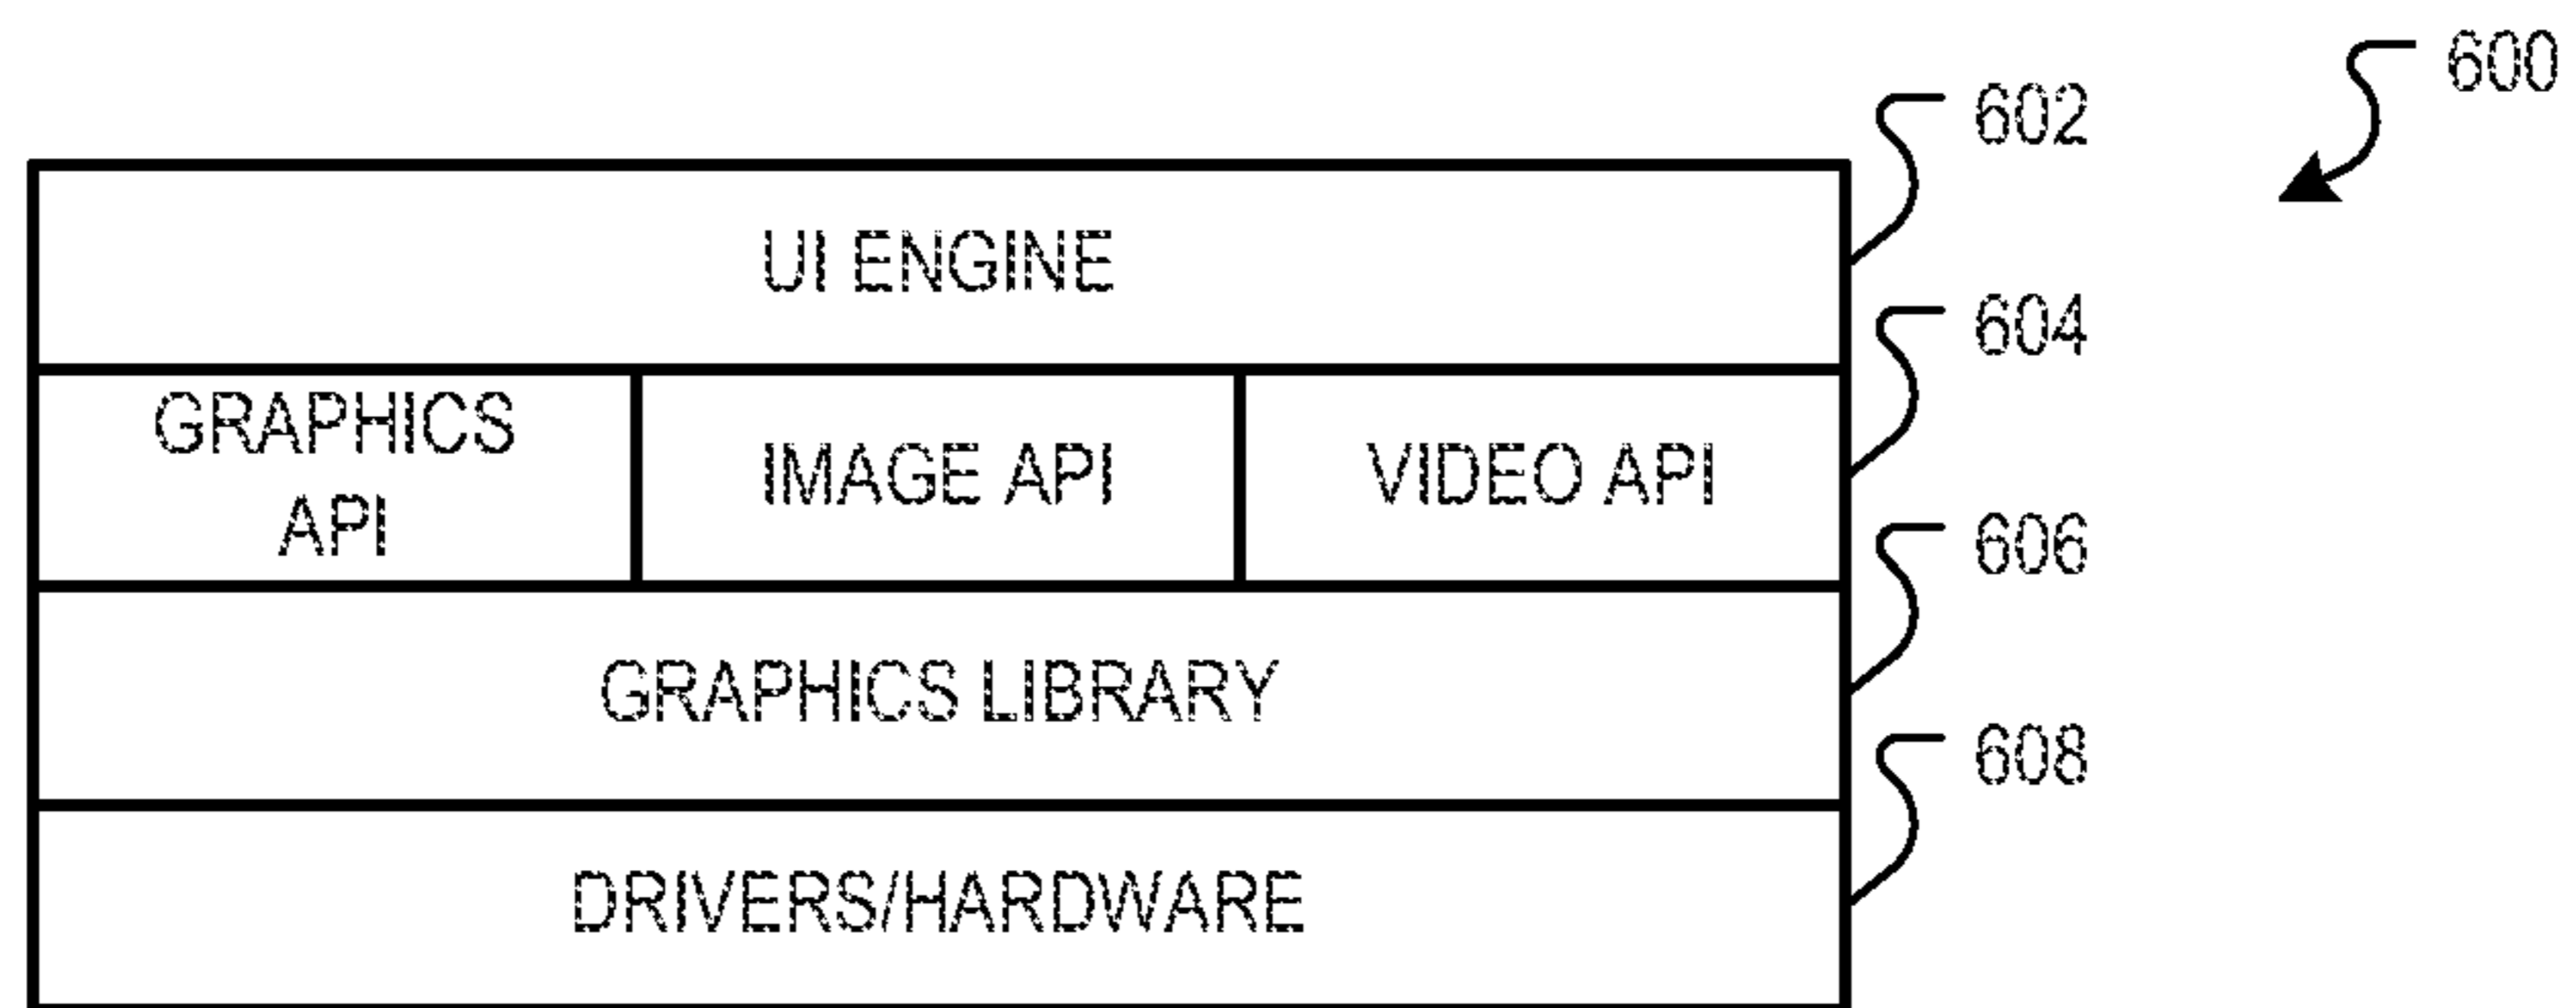 600
602
UI ENGINE
604
GRAPHICS
API
IMAGE API
VIDEO API
606
GRAPHICS LIBRARY
608
DRIVERS/HARDWARE